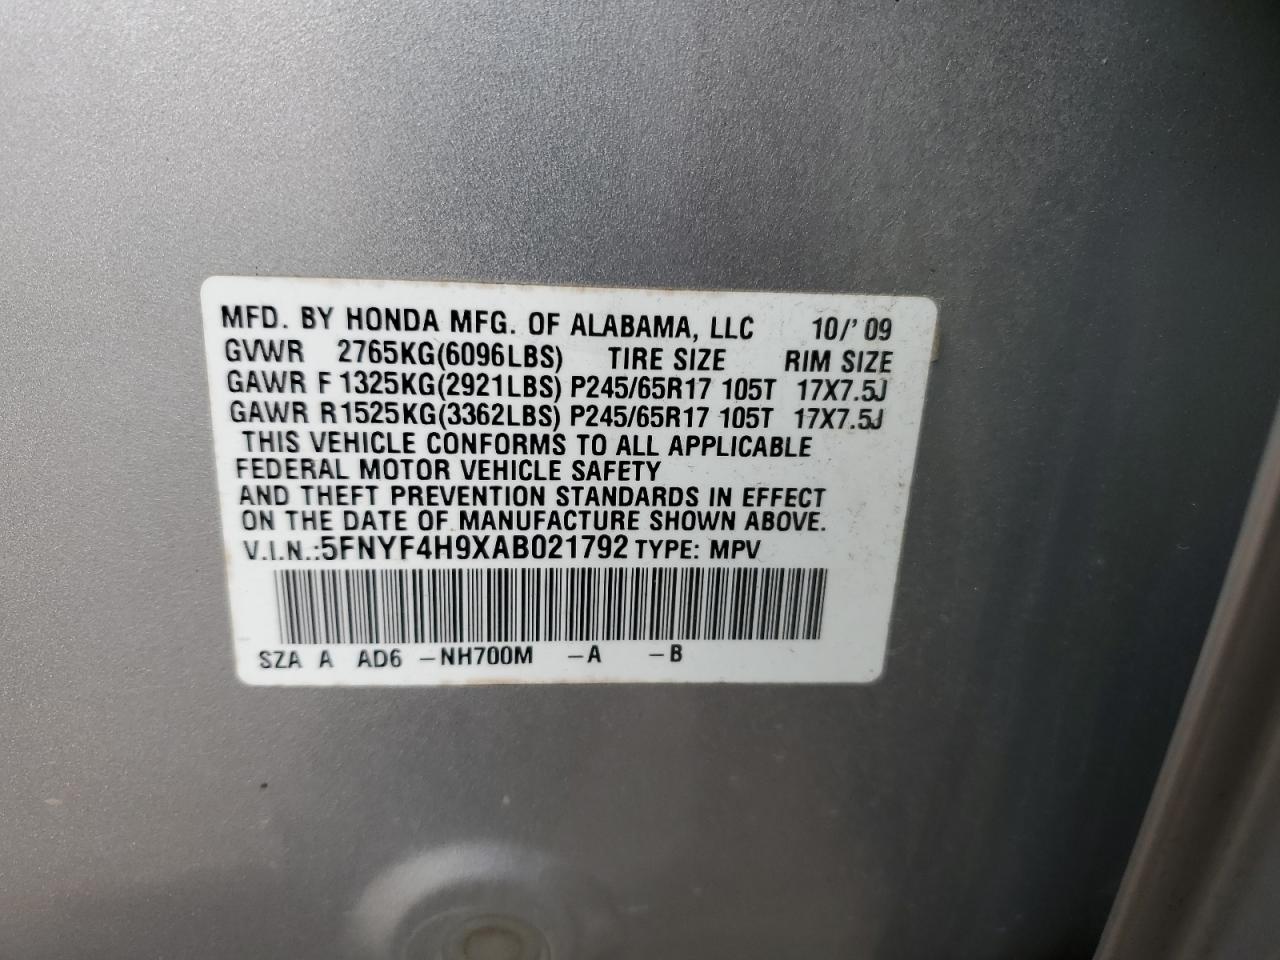 MFD. BY HONDA MFG. OF ALABAMA, LLC 10/'09
GVWR 2765KG(6096LBS) TIRE SIZE RIM SIZE
GAWR F 1325KG(2921LBS) P245/65R17 105T 17X7.5J
GAWR R 1525KG(3362LBS) P245/65R17 105T 17X7.5J
THIS VEHICLE CONFORMS TO ALL APPLICABLE
FEDERAL MOTOR VEHICLE SAFETY
AND THEFT PREVENTION STANDARDS IN EFFECT
ON THE DATE OF MANUFACTURE SHOWN ABOVE.
V.I.N.:5FNYF4H9XAB021792 TYPE: MPV
SZA A AD6 -NH700M -A -B